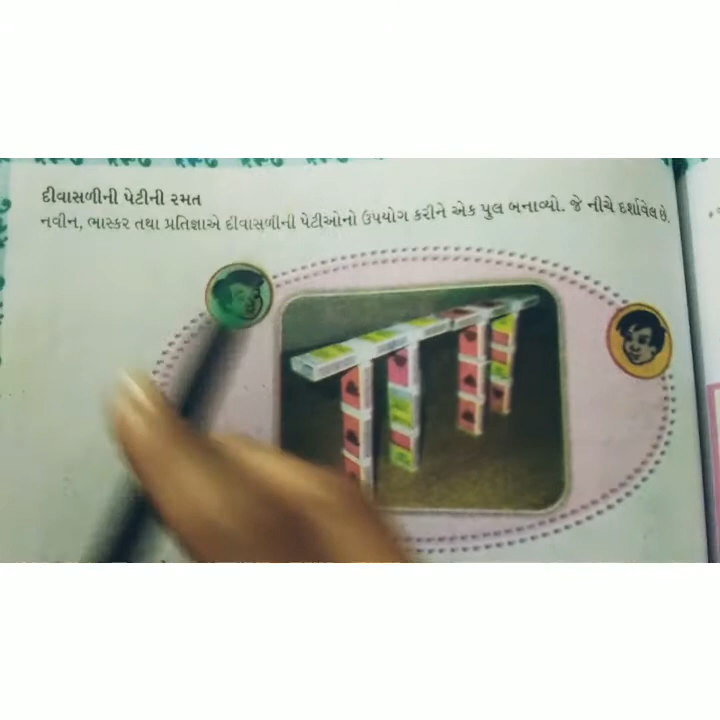 દીવાસળીની પેટીની રમત
નવીન, ભાસ્કર તથા પ્રતિજ્ઞાએ દીવાસળીની પેટીઓનો ઉપયોગ કરીને એક પુલ બનાવ્યો. જે નીચે દર્શાવેલ છે.